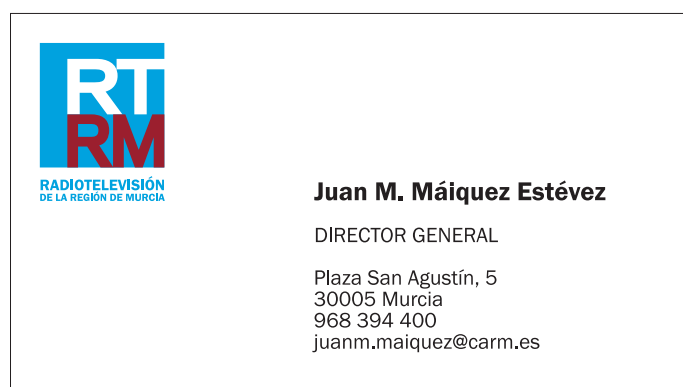 RT
RM
RADIOTELEVISIÓN
DE LA REGIÓN DE MURCIA
Juan M. Máiquez Estévez
DIRECTOR GENERAL
Plaza San Agustín, 5
30005 Murcia
968 394 400
juanm.maiquez@carm.es